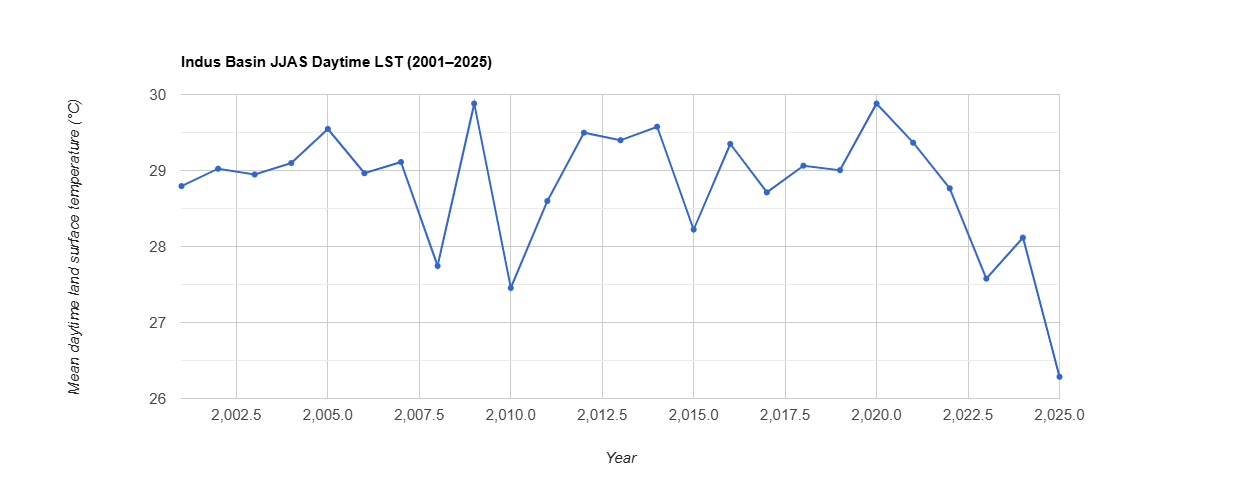 Indus Basin JJAS Daytime LST (2001–2025)
Mean daytime land surface temperature (°C)
30
29
28
27
26
2,002.5 2,005.0 2,007.5 2,010.0 2,012.5 2,015.0 2,017.5 2,020.0 2,022.5 2,025.0
Year